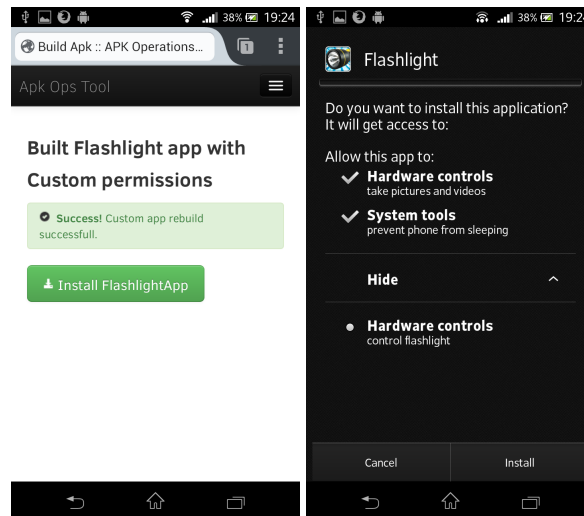 38% 19:24
Build Apk :: APK Operations...
1
Apk Ops Tool
Built Flashlight app with
Custom permissions
Success! Custom app rebuild
successfull.
Install FlashlightApp
38% 19:24
Flashlight
Do you want to install this application?
It will get access to:
Allow this app to:
Hardware controls
take pictures and videos
System tools
prevent phone from sleeping
Hide
Hardware controls
control flashlight
Cancel Install